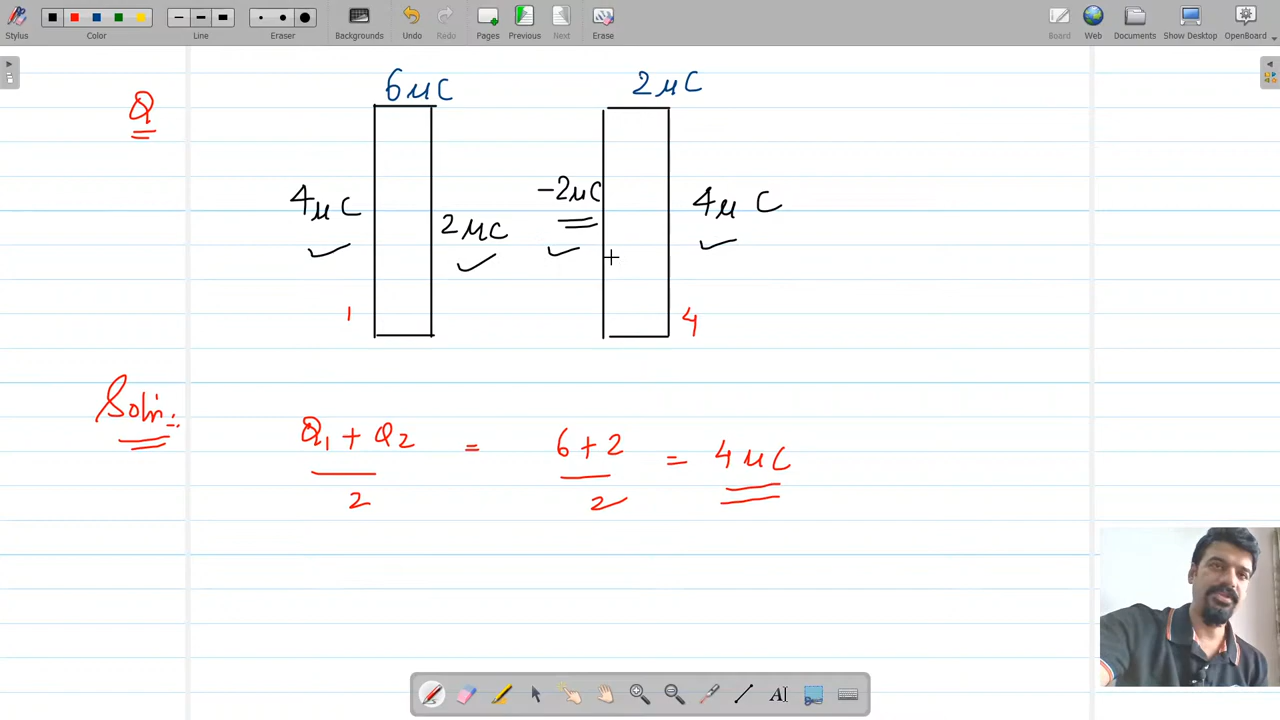 Stylus Color Line Eraser Backgrounds Undo Redo Pages Previous Next Erase Board Web Documents Show Desktop OpenBoard
6μC 2μC
Q
4μC 2μC -2μC 4μC
1 4
Soln:
Q1 + Q2 / 2 = 6 + 2 / 2 = 4μC